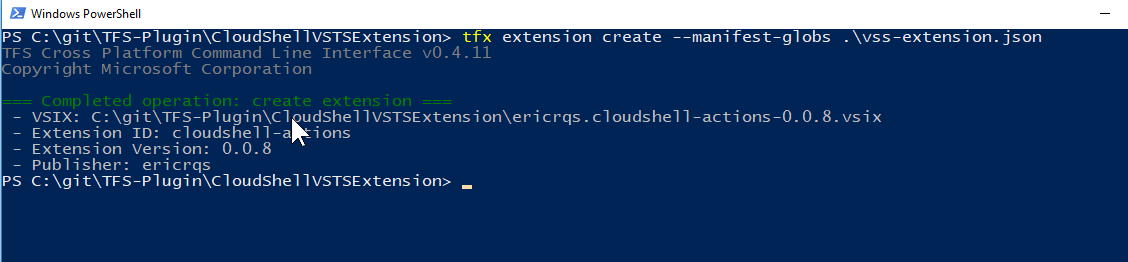 Windows PowerShell
PS C:\git\TFS-Plugin\CloudShellVSTSExtension> tfx extension create --manifest-globs .\vss-extension.json
TFS Cross Platform Command Line Interface v0.4.11
Copyright Microsoft Corporation
=== Completed operation: create extension ===
- VSIX: C:\git\TFS-Plugin\CloudShellVSTSExtension\ericrqs.cloudshell-actions-0.0.8.vsix
- Extension ID: cloudshell-actions
- Extension Version: 0.0.8
- Publisher: ericrqs
PS C:\git\TFS-Plugin\CloudShellVSTSExtension>